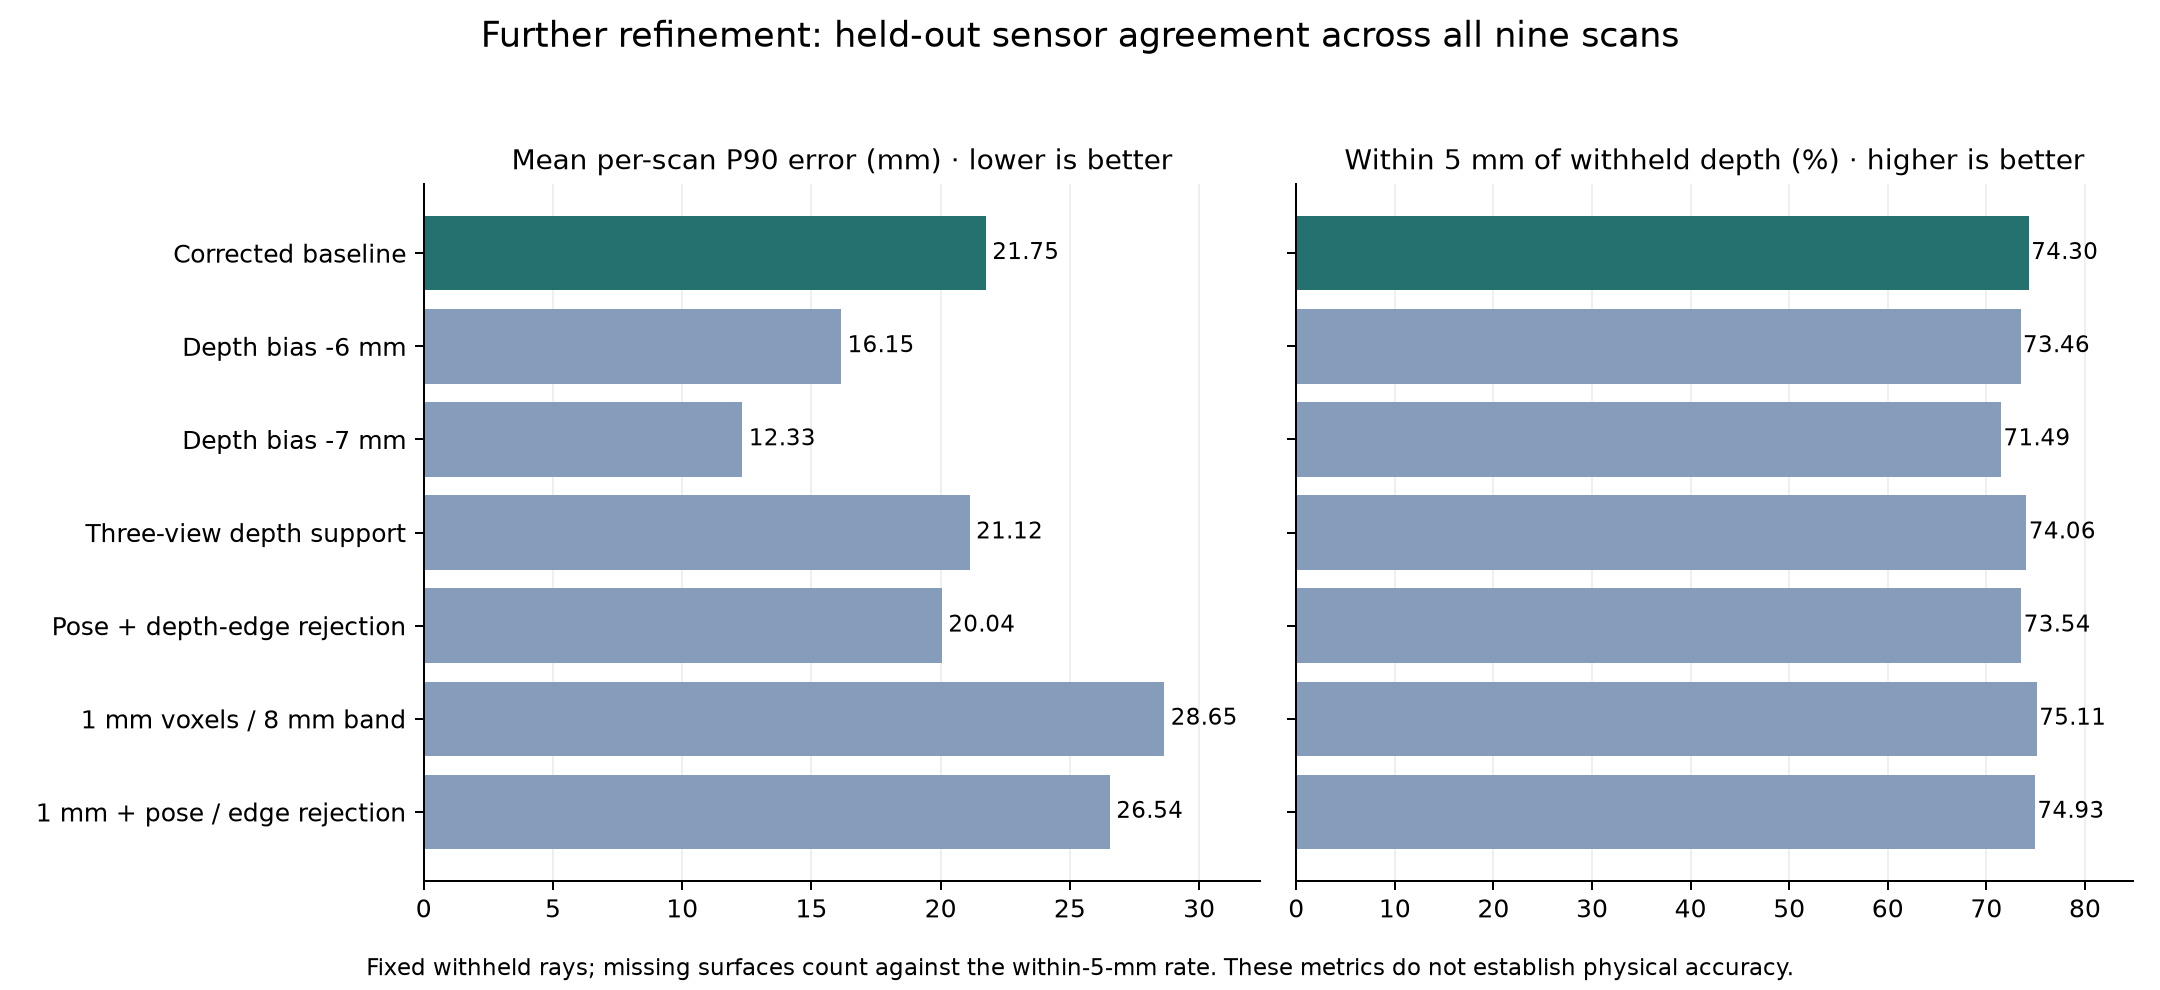 Further refinement: held-out sensor agreement across all nine scans
Mean per-scan P90 error (mm) · lower is better
Corrected baseline 21.75
Depth bias -6 mm 16.15
Depth bias -7 mm 12.33
Three-view depth support 21.12
Pose + depth-edge rejection 20.04
1 mm voxels / 8 mm band 28.65
1 mm + pose / edge rejection 26.54
0 5 10 15 20 25 30
Within 5 mm of withheld depth (%) · higher is better
74.30
73.46
71.49
74.06
73.54
75.11
74.93
0 10 20 30 40 50 60 70 80
Fixed withheld rays; missing surfaces count against the within-5-mm rate. These metrics do not establish physical accuracy.